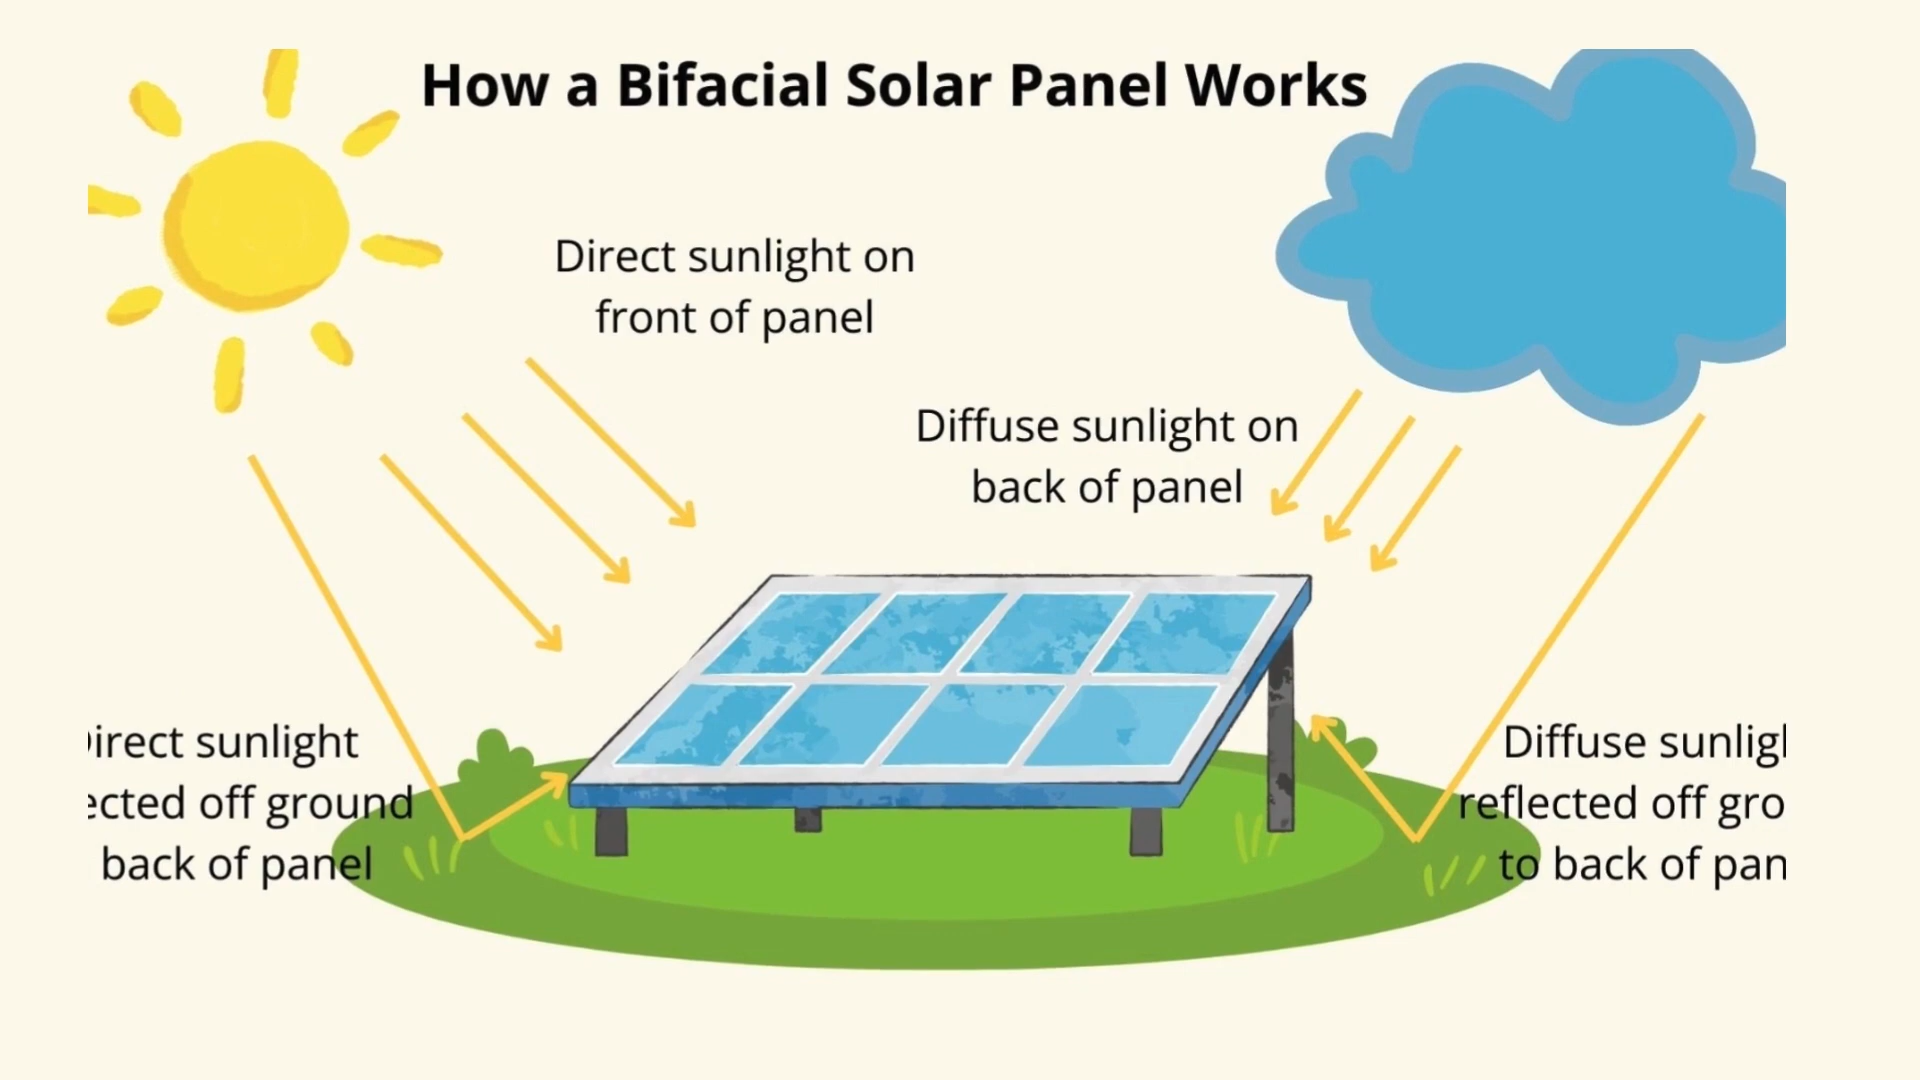 How a Bifacial Solar Panel Works
Direct sunlight on
front of panel
Diffuse sunlight on
back of panel
irect sunlight
ected off ground
back of panel
Diffuse sunlig
reflected off gro
to back of pan